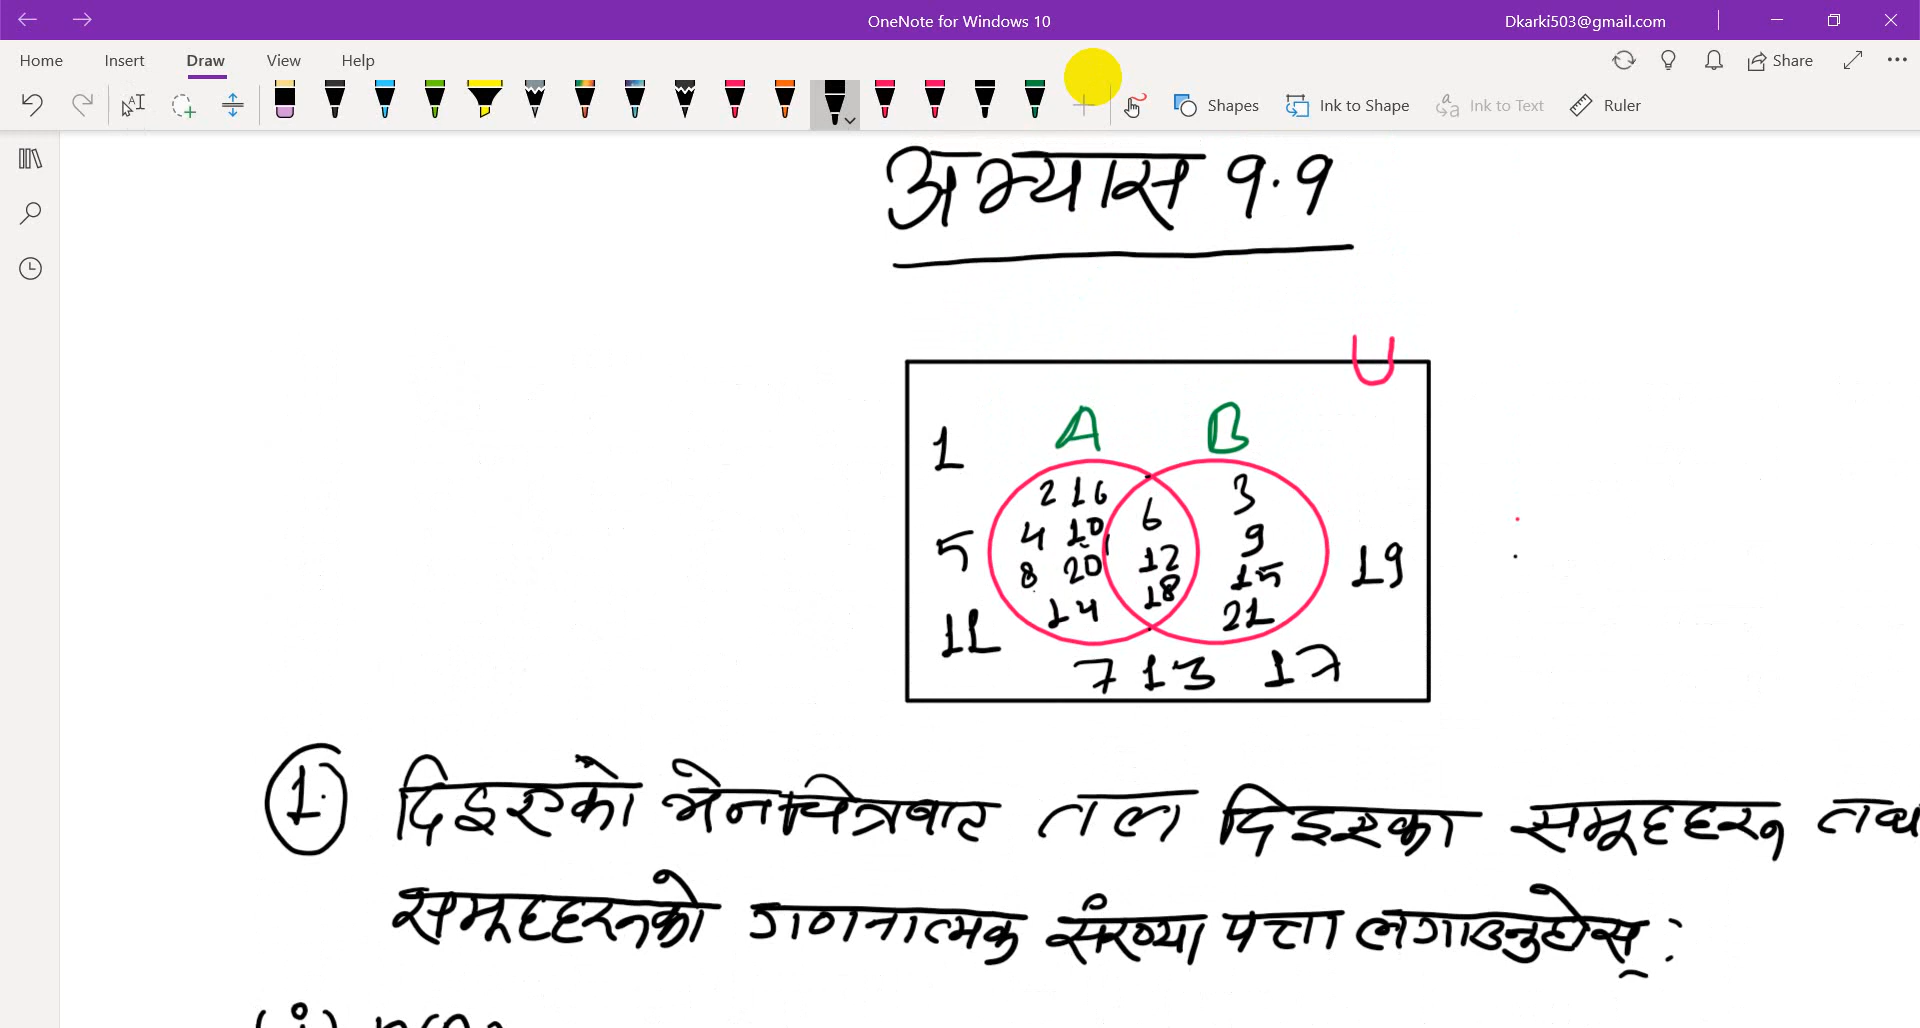 OneNote for Windows 10
Dkarki503@gmail.com
Home Insert Draw View Help
Share
Shapes Ink to Shape Ink to Text Ruler
अभ्यास १.१
U
A B
1
2 16 6 3
4 10 9
5 8 20 12 15 19
14 18 21
11
7 13 17
1. दिइएको भेनचित्रबाट तल दिइएका समूहहरू तथा
समूहहरूको गणनात्मक संख्या पत्ता लगाउनुहोस् :
(i)